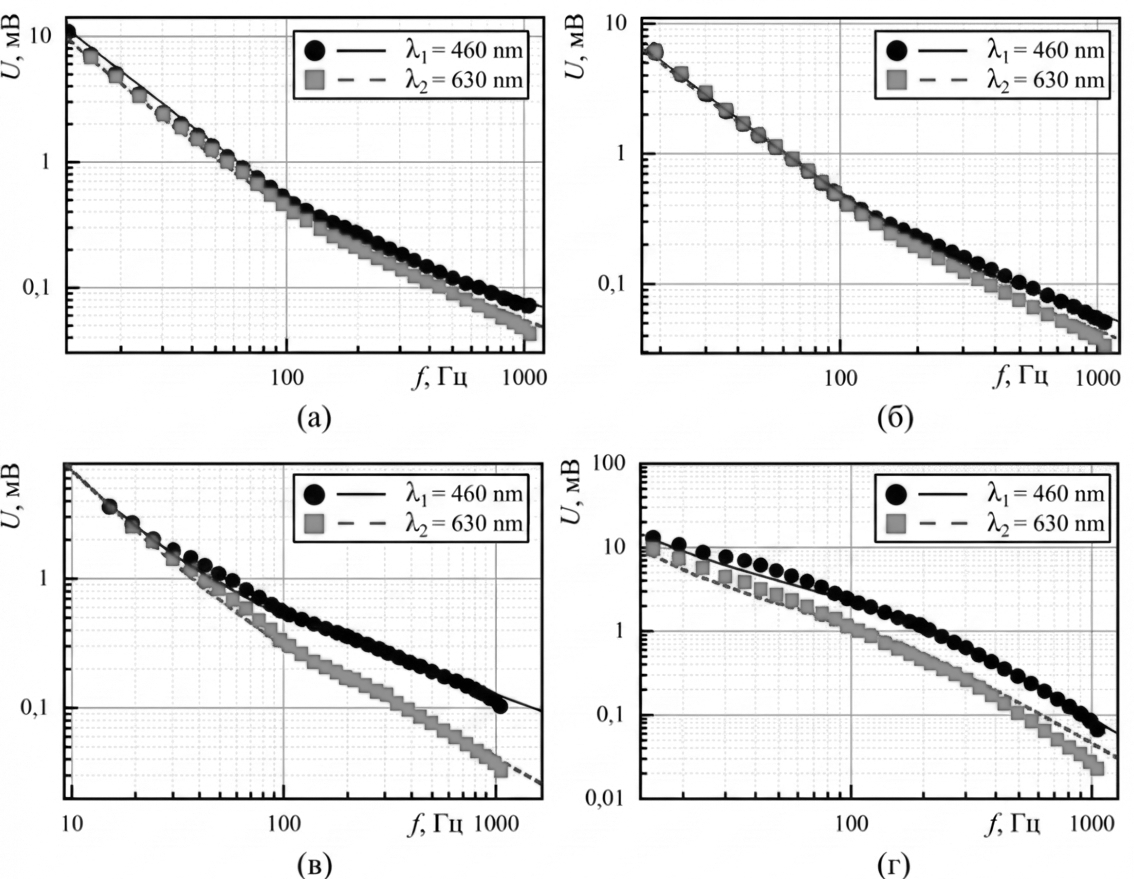 U, мВ
10
1
0,1
λ₁ = 460 nm
λ₂ = 630 nm
100
f, Гц
1000
(а)
U, мВ
10
1
0,1
λ₁ = 460 nm
λ₂ = 630 nm
100
f, Гц
1000
(б)
U, мВ
1
0,1
λ₁ = 460 nm
λ₂ = 630 nm
10
100
f, Гц
1000
(в)
U, мВ
100
10
1
0,1
0,01
λ₁ = 460 nm
λ₂ = 630 nm
100
f, Гц
1000
(г)